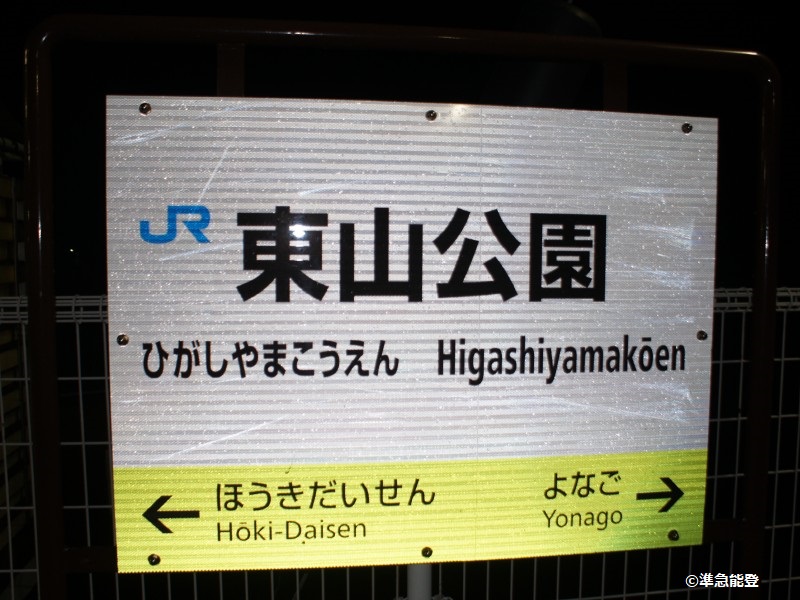 JR 東山公園
ひがしやまこうえん Higashiyamakōen
← ほうきだいせん
Hōki-Daisen
よなご →
Yonago
©準急能登